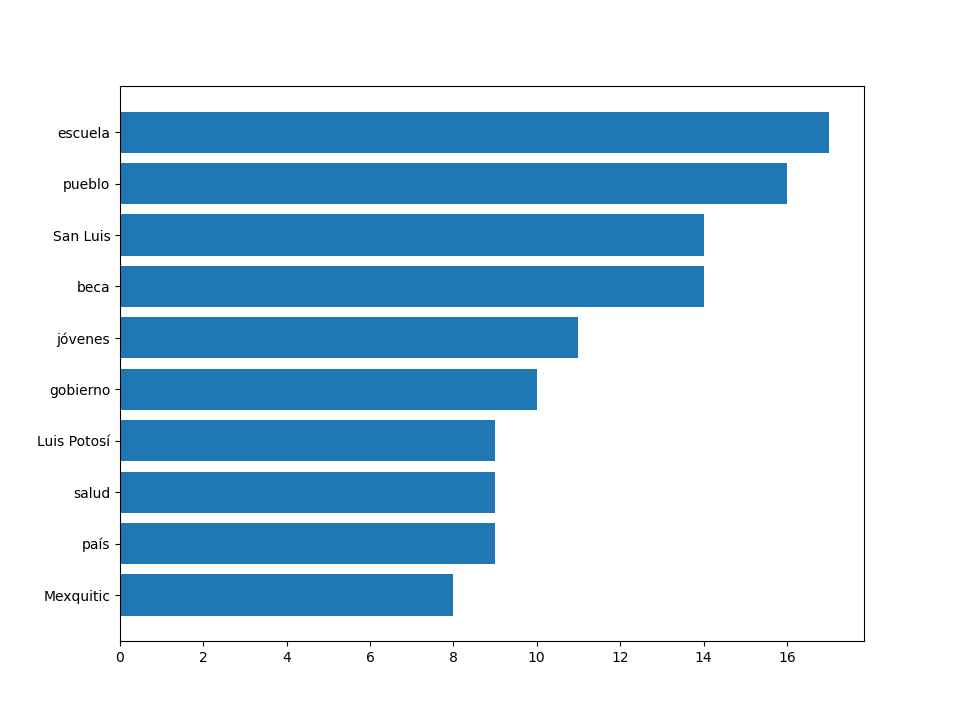 escuela
pueblo
San Luis
beca
jóvenes
gobierno
Luis Potosí
salud
país
Mexquitic
0 2 4 6 8 10 12 14 16